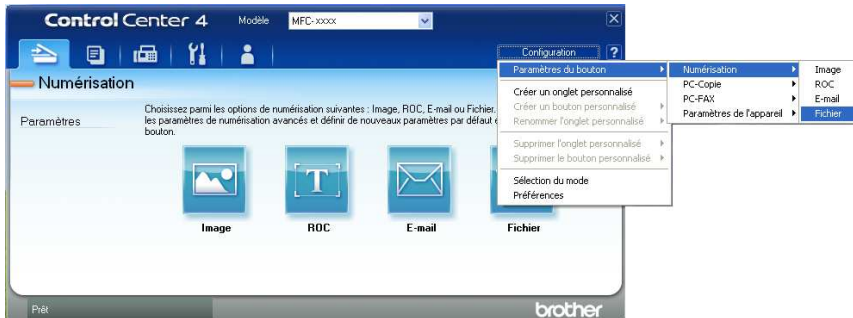 Control Center 4
Modèle
MFC-xxxx
Configuration
?
Numérisation
Paramètres
Choisissez parmi les options de numérisation suivantes : Image, ROC, E-mail ou Fichier.
les paramètres de numérisation avancés et définir de nouveaux paramètres par défaut
bouton.
Image
ROC
E-mail
Fichier
Paramètres du bouton
Créer un onglet personnalisé
Créer un bouton personnalisé
Renommer l'onglet personnalisé
Supprimer l'onglet personnalisé
Supprimer le bouton personnalisé
Sélection du mode
Préférences
Numérisation
PC-Copie
PC-FAX
Paramètres de l'appareil
Image
ROC
E-mail
Fichier
Prêt
brother